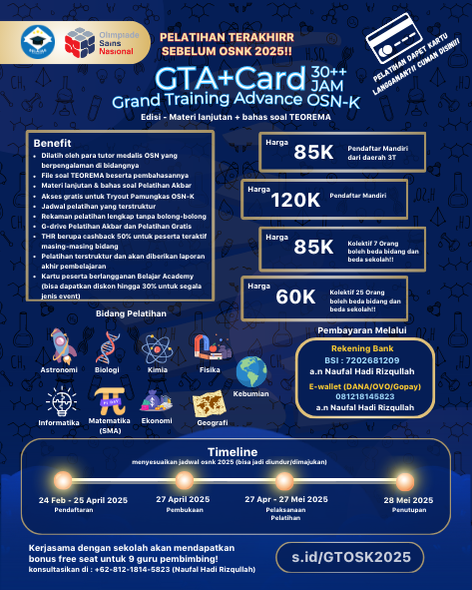 Olimpiade
Sains
Nasional
PELATIHAN TERAKHIRR
SEBELUM OSNK 2025!!
PELATIHAN DAPET KARTU
LANGGANAN!! CUMAN DISINI!
GTA+Card 30++
JAM
Grand Training Advance OSN-K
Edisi - Materi lanjutan + bahas soal TEOREMA
Benefit
• Dilatih oleh para tutor medalis OSN yang
berpengalaman di bidangnya
• File soal TEOREMA beserta pembahasannya
• Materi lanjutan & bahas soal Pelatihan Akbar
• Akses gratis untuk Tryout Pamungkas OSN-K
• Jadwal pelatihan yang terstruktur
• Rekaman pelatihan lengkap tanpa bolong-bolong
• G-drive Pelatihan Akbar dan Pelatihan Gratis
• THR berupa cashback 50% untuk peserta teraktif
masing-masing bidang
• Pelatihan terstruktur dan akan diberikan laporan
akhir pembelajaran
• Kartu peserta berlangganan Belajar Academy
(bisa dapatkan diskon hingga 30% untuk segala
jenis event)
Harga
85K
Pendaftar Mandiri
dari daerah 3T
Harga
120K
Pendaftar Mandiri
Harga
85K
Kolektif 7 Orang
boleh beda bidang dan
beda sekolah!!
Harga
60K
Kolektif 25 Orang
boleh beda bidang dan
beda sekolah!!
Bidang Pelatihan
Astronomi
Biologi
Kimia
Fisika
Kebumian
Informatika
Matematika
(SMA)
Ekonomi
Geografi
Pembayaran Melalui
Rekening Bank
BSI : 7202681209
a.n Naufal Hadi Rizqullah
E-wallet (DANA/OVO/Gopay)
081218145823
a.n Naufal Hadi Rizqullah
Timeline
menyesuaikan jadwal osnk 2025 (bisa jadi diundur/dimajukan)
24 Feb - 25 April 2025
Pendaftaran
27 April 2025
Pembukaan
27 Apr - 27 Mei 2025
Pelaksanaan
Pelatihan
28 Mei 2025
Penutupan
Kerjasama dengan sekolah akan mendapatkan
bonus free seat untuk 9 guru pembimbing!
konsultasikan di : +62-812-1814-5823 (Naufal Hadi Rizqullah)
s.id/GTOSK2025